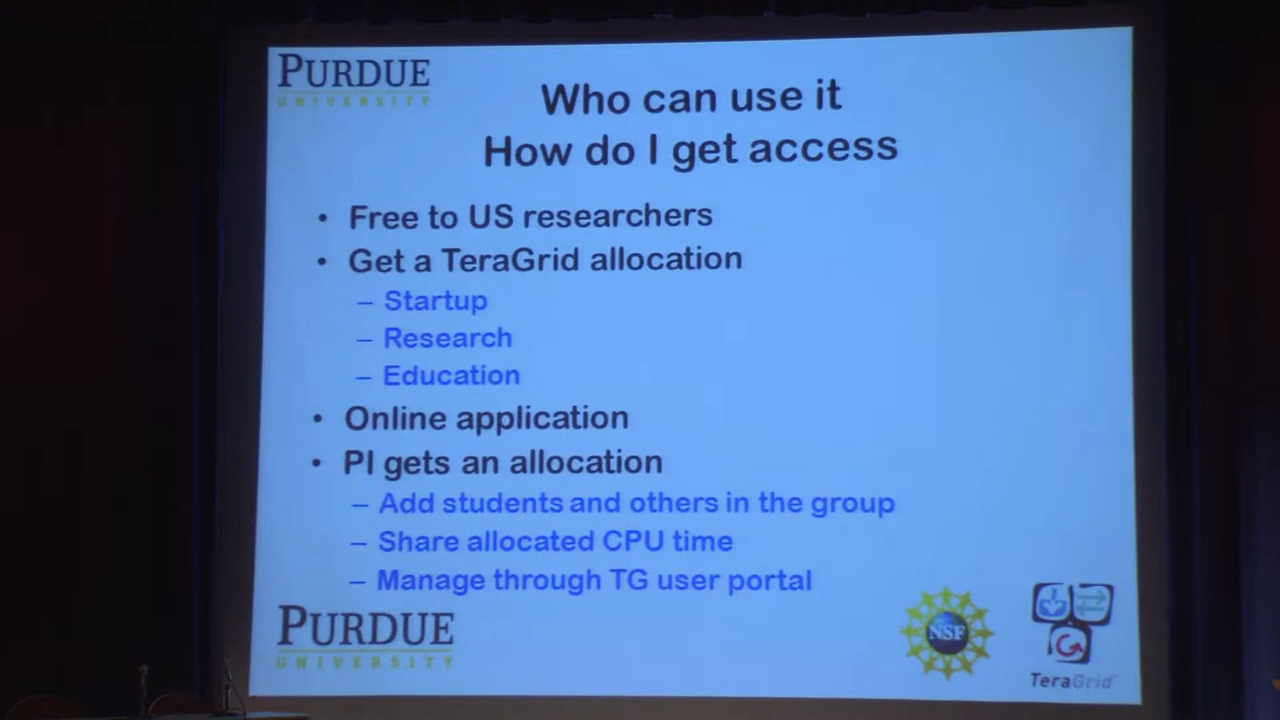 PURDUE
UNIVERSITY
Who can use it
How do I get access
• Free to US researchers
• Get a TeraGrid allocation
– Startup
– Research
– Education
• Online application
• PI gets an allocation
– Add students and others in the group
– Share allocated CPU time
– Manage through TG user portal
PURDUE
UNIVERSITY
NSF
TeraGrid